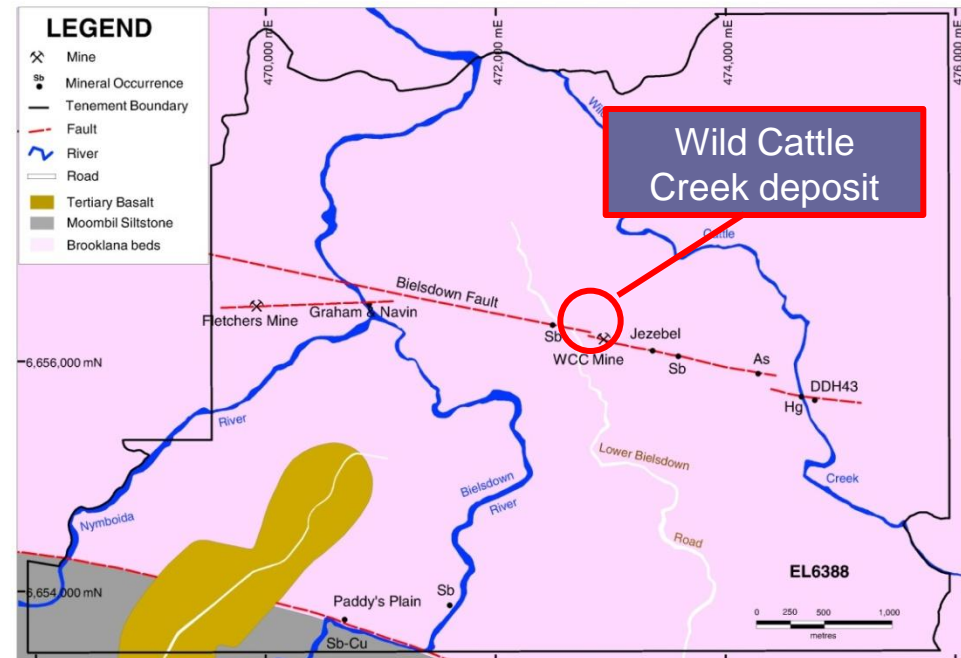 LEGEND
Mine
Sb
Mineral Occurrence
Tenement Boundary
Fault
River
Road
Tertiary Basalt
Moombil Siltstone
Brooklana beds
470,000 mE
472,000 mE
474,000 mE
476,000 mE
Wild Cattle
Creek deposit
Cattle
Bielsdown Fault
Fletchers Mine
Graham & Navin
Sb
WCC Mine
Jezebel
Sb
As
DDH43
Hg
6,656,000 mN
River
Lower Bielsdown
Bielsdown
River
Creek
Nymboida
Road
EL6388
6,654,000 mN
Sb
Paddy's Plain
Sb-Cu
0 250 500 1,000
metres